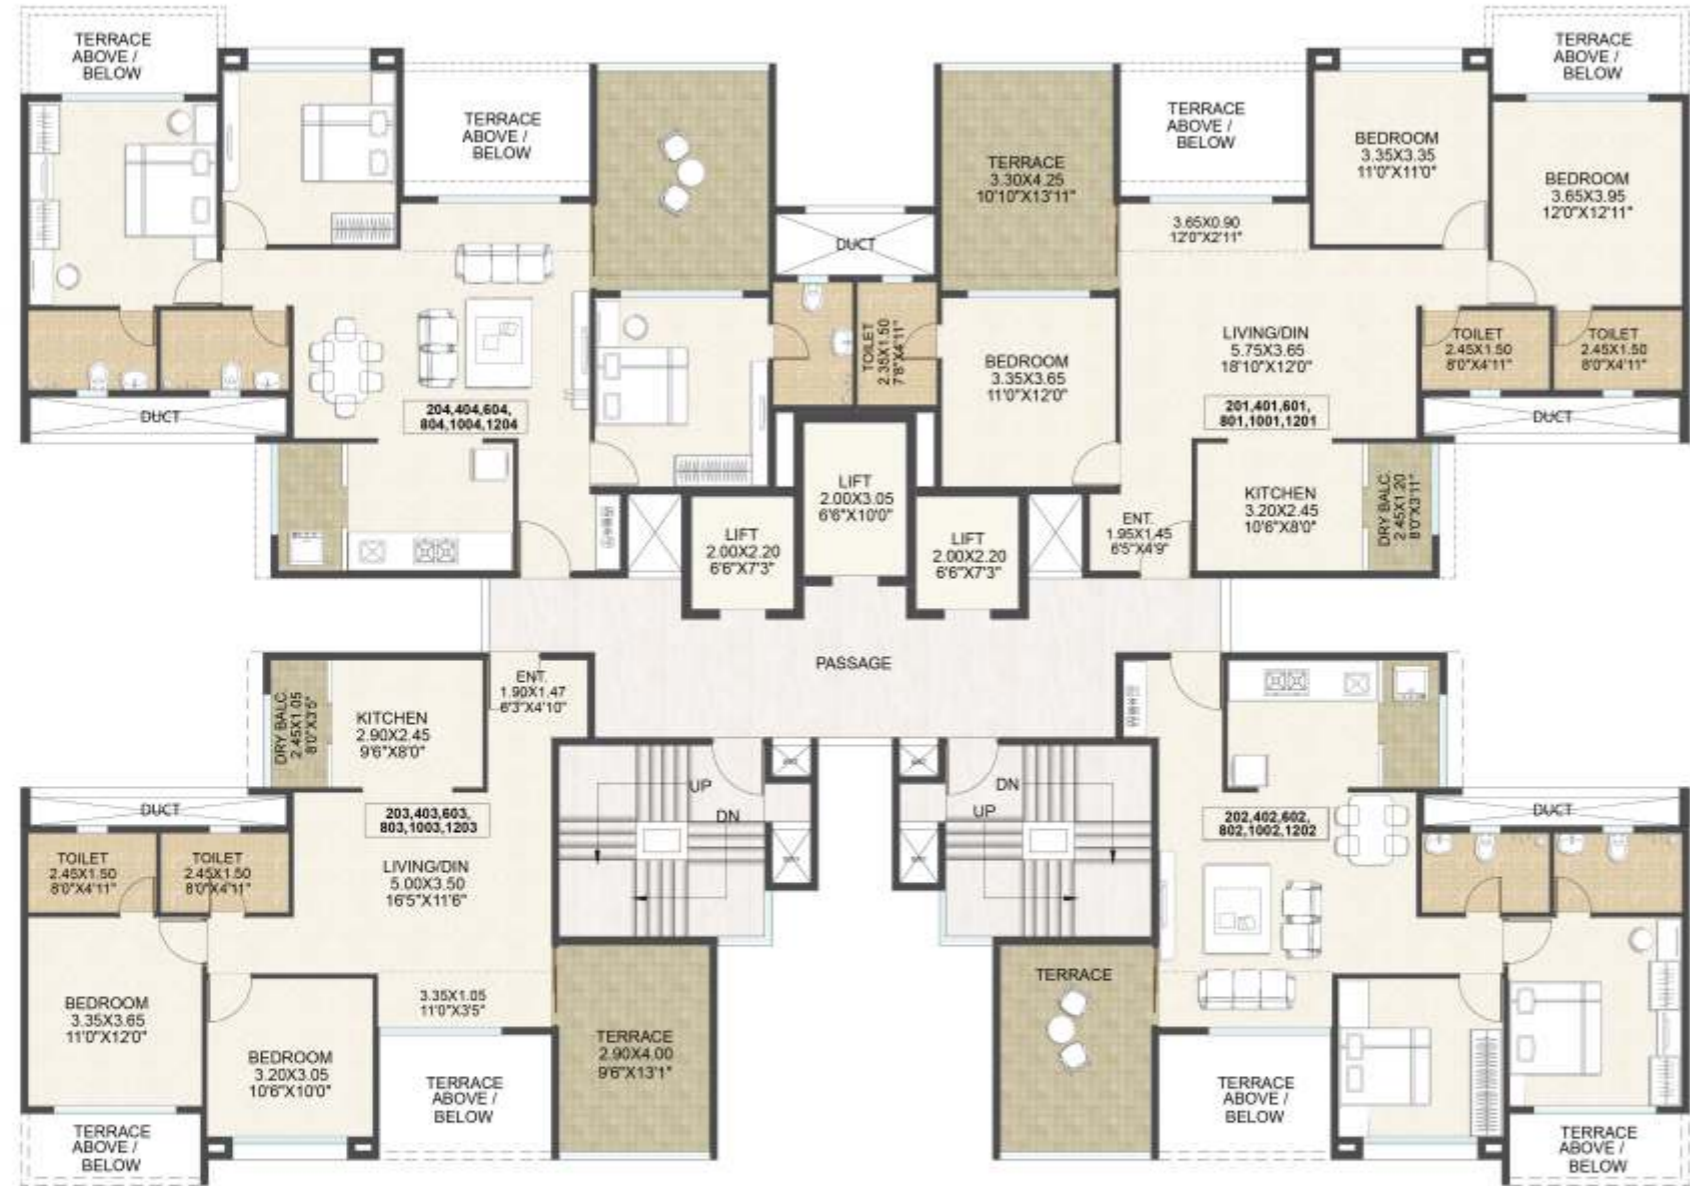 TERRACE
ABOVE /
BELOW
TERRACE
ABOVE /
BELOW
DUCT
204,404,604,
804,1004,1204
DUCT
TERRACE
3.30X4.25
10'10"X13'11"
TERRACE
ABOVE /
BELOW
3.65X0.90
12'0"X2'11"
BEDROOM
3.35X3.35
11'0"X11'0"
TERRACE
ABOVE /
BELOW
BEDROOM
3.65X3.95
12'0"X12'11"
TOILET
2.35X1.50
7'8"X4'11"
BEDROOM
3.35X3.65
11'0"X12'0"
LIVING/DIN
5.75X3.65
18'10"X12'0"
TOILET
2.45X1.50
8'0"X4'11"
TOILET
2.45X1.50
8'0"X4'11"
DUCT
201,401,601,
801,1001,1201
KITCHEN
3.20X2.45
10'6"X8'0"
DRY BALC.
2.45X1.20
8'0"X3'11"
ENT.
1.95X1.45
6'5"X4'9"
LIFT
2.00X2.20
6'6"X7'3"
LIFT
2.00X3.05
6'6"X10'0"
LIFT
2.00X2.20
6'6"X7'3"
PASSAGE
DRY BALC.
2.45X1.05
8'0"X3'5"
KITCHEN
2.90X2.45
9'6"X8'0"
ENT.
1.90X1.47
6'3"X4'10"
DUCT
203,403,603,
803,1003,1203
TOILET
2.45X1.50
8'0"X4'11"
TOILET
2.45X1.50
8'0"X4'11"
LIVING/DIN
5.00X3.50
16'5"X11'6"
UP
DN
DN
UP
BEDROOM
3.35X3.65
11'0"X12'0"
BEDROOM
3.20X3.05
10'6"X10'0"
3.35X1.05
11'0"X3'5"
TERRACE
2.90X4.00
9'6"X13'1"
TERRACE
ABOVE /
BELOW
TERRACE
ABOVE /
BELOW
202,402,602,
802,1002,1202
DUCT
TERRACE
TERRACE
ABOVE /
BELOW
TERRACE
ABOVE /
BELOW